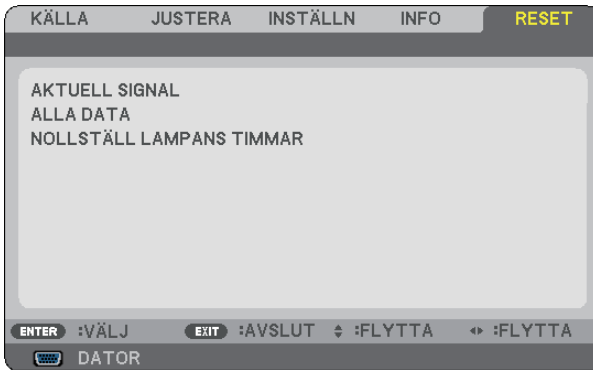 KÄLLA JUSTERA INSTÄLLN INFO RESET
AKTUELL SIGNAL
ALLA DATA
NOLLSTÄLL LAMPANS TIMMAR
ENTER :VÄLJ EXIT :AVSLUT :FLYTTA :FLYTTA
DATOR